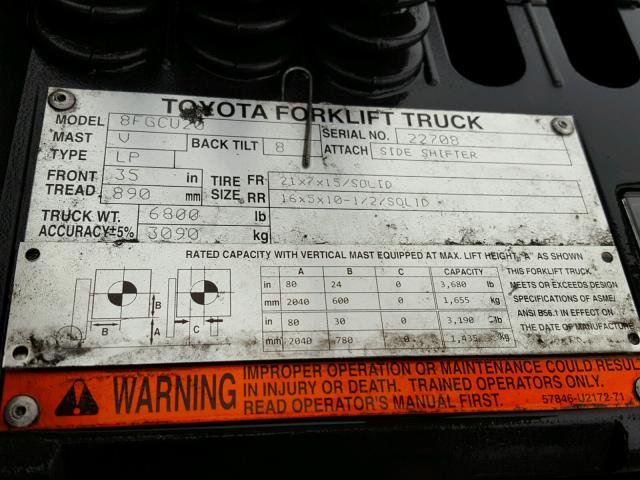 TOYOTA FORKLIFT TRUCK
MODEL 8FGCU20 SERIAL NO. 22708
MAST V BACK TILT 8 ATTACH SIDE SHIFTER
TYPE LP
FRONT TREAD 35 in TIRE SIZE FR 21x7x15/SOLID
890 mm RR 16x5x10-1/2/SOLID
TRUCK WT. 6800 lb
ACCURACY±5% 3090 kg
RATED CAPACITY WITH VERTICAL MAST EQUIPPED AT MAX. LIFT HEIGHT, "A" AS SHOWN
A B C CAPACITY
in 80 24 0 3,680 lb
mm 2040 600 0 1,655 kg
in 80 30 0 3,190 lb
mm 2040 780 0 1,435 kg
B A B C
THIS FORKLIFT TRUCK
MEETS OR EXCEEDS DESIGN
SPECIFICATIONS OF ASME/
ANSI B56.1 IN EFFECT ON
THE DATE OF MANUFACTURE
WARNING
IMPROPER OPERATION OR MAINTENANCE COULD RESULT
IN INJURY OR DEATH. TRAINED OPERATORS ONLY.
READ OPERATOR'S MANUAL FIRST.
57846-U2172-71